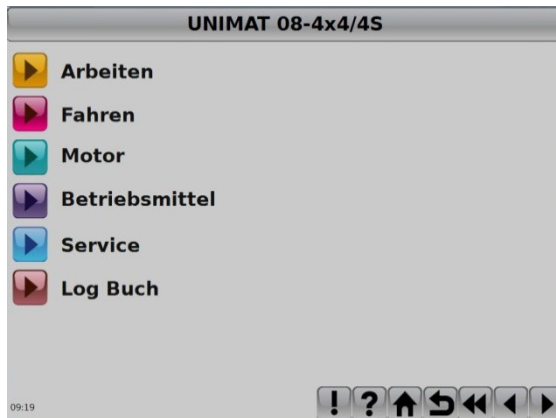 UNIMAT 08-4x4/4S
Arbeiten
Fahren
Motor
Betriebsmittel
Service
Log Buch
09:19
! ?